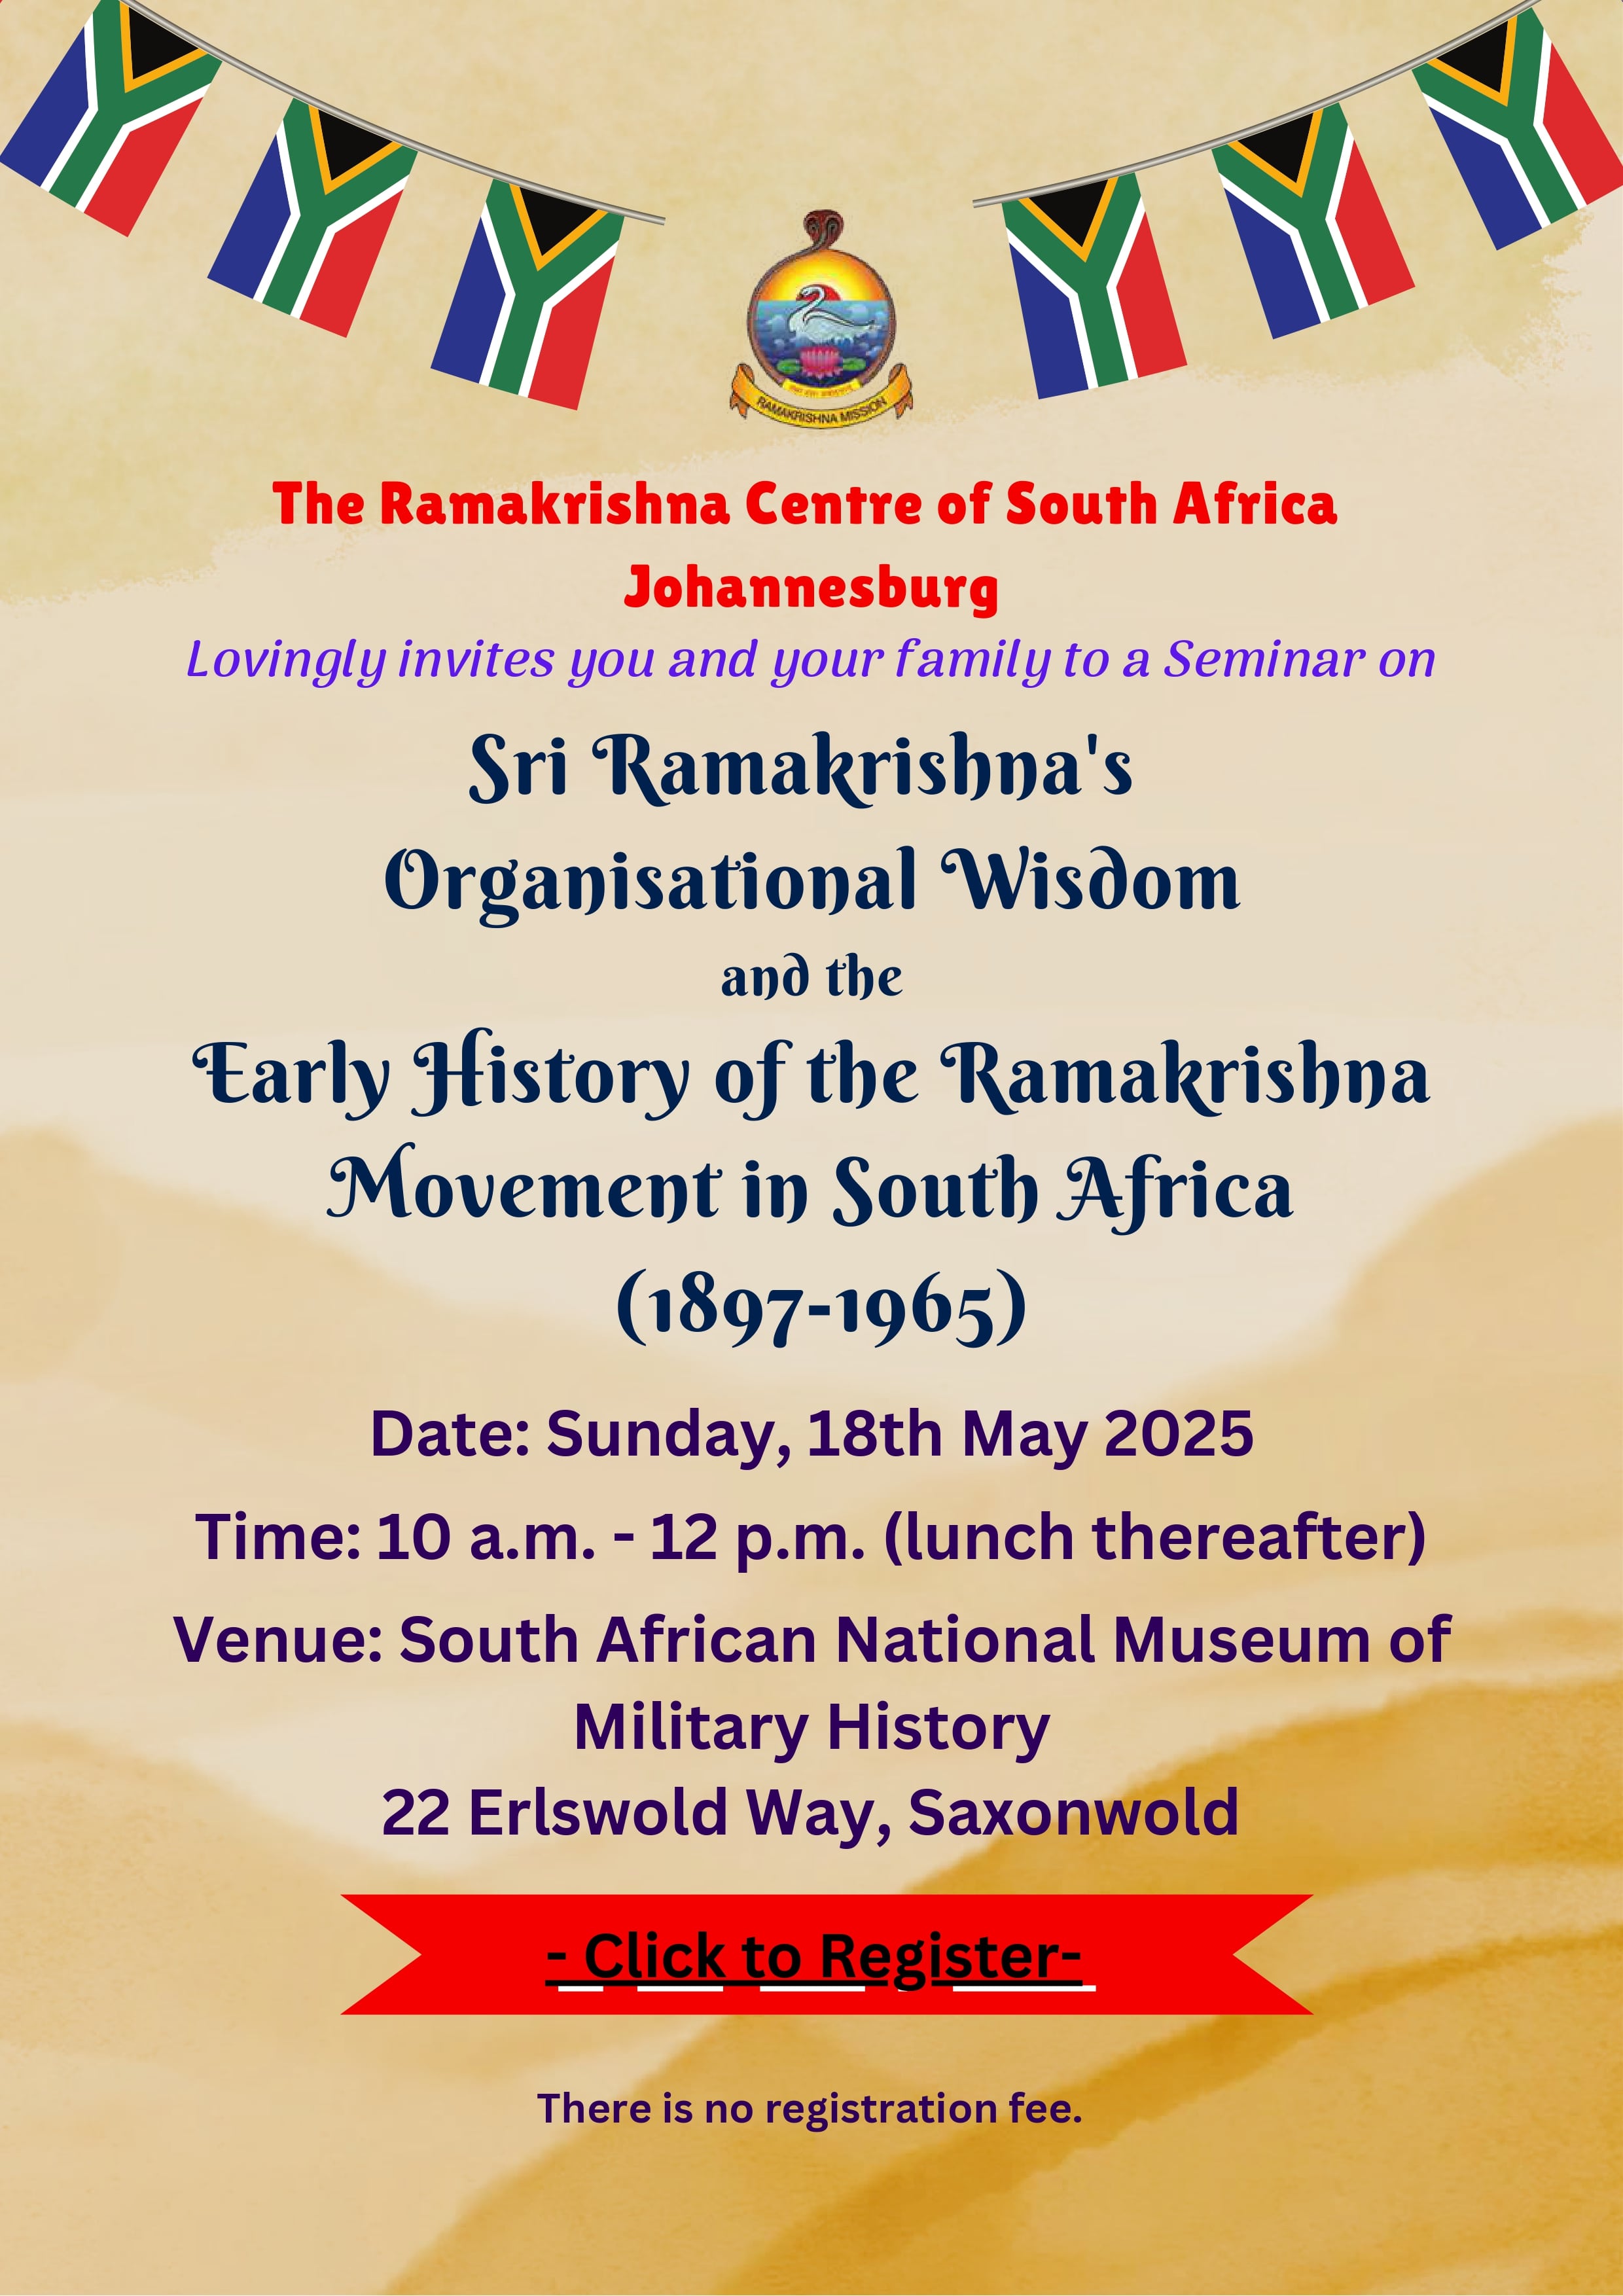 RAMAKRISHNA MISSION
The Ramakrishna Centre of South Africa
Johannesburg
Lovingly invites you and your family to a Seminar on
Sri Ramakrishna's
Organisational Wisdom
and the
Early History of the Ramakrishna
Movement in South Africa
(1897-1965)
Date: Sunday, 18th May 2025
Time: 10 a.m. - 12 p.m. (lunch thereafter)
Venue: South African National Museum of
Military History
22 Erlswold Way, Saxonwold
- Click to Register-
There is no registration fee.